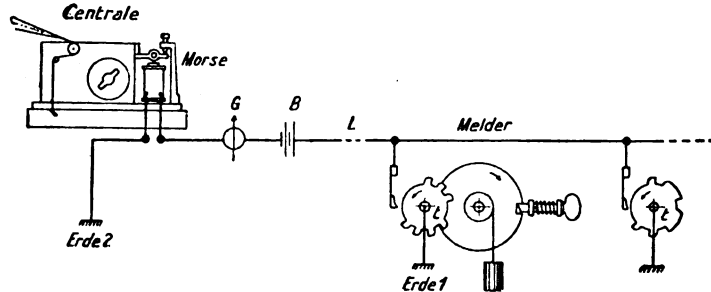 Centrale
Morse
G
B
L
Melder
t
t
Erde 2
Erde 1